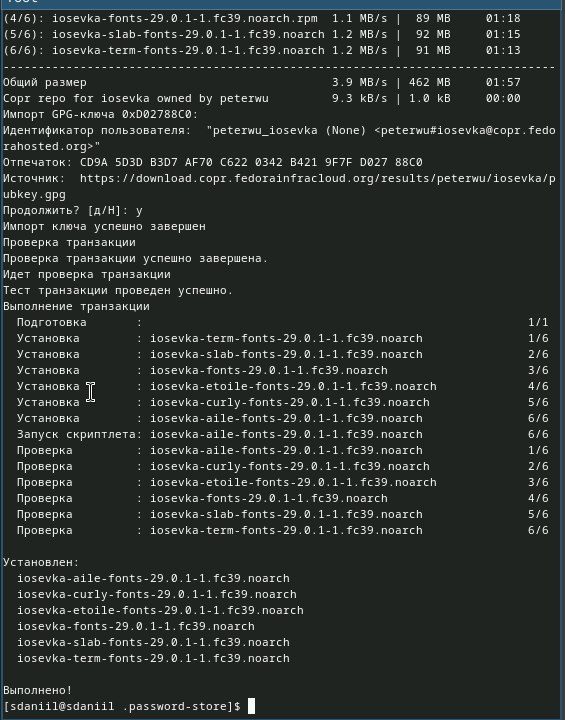 (4/6): iosevka-fonts-29.0.1-1.fc39.noarch.rpm  1.1 MB/s |  89 MB     01:18
(5/6): iosevka-slab-fonts-29.0.1-1.fc39.noarch 1.2 MB/s |  92 MB     01:15
(6/6): iosevka-term-fonts-29.0.1-1.fc39.noarch 1.2 MB/s |  91 MB     01:13
--------------------------------------------------------------------------------
Общий размер                                   3.9 MB/s | 462 MB     01:57
Copr repo for iosevka owned by peterwu         9.3 kB/s | 1.0 kB     00:00
Импорт GPG-ключа 0xD02788C0:
Идентификатор пользователя:  "peterwu_iosevka (None) <peterwu#iosevka@copr.fedo
rahosted.org>"
Отпечаток: CD9A 5D3D B3D7 AF70 C622 0342 B421 9F7F D027 88C0
Источник:  https://download.copr.fedorainfracloud.org/results/peterwu/iosevka/p
ubkey.gpg
Продолжить? [д/Н]: y
Импорт ключа успешно завершен
Проверка транзакции
Проверка транзакции успешно завершена.
Идет проверка транзакции
Тест транзакции проведен успешно.
Выполнение транзакции
  Подготовка       :                                                       1/1
  Установка        : iosevka-term-fonts-29.0.1-1.fc39.noarch               1/6
  Установка        : iosevka-slab-fonts-29.0.1-1.fc39.noarch               2/6
  Установка        : iosevka-fonts-29.0.1-1.fc39.noarch                    3/6
  Установка        : iosevka-etoile-fonts-29.0.1-1.fc39.noarch             4/6
  Установка        : iosevka-curly-fonts-29.0.1-1.fc39.noarch              5/6
  Установка        : iosevka-aile-fonts-29.0.1-1.fc39.noarch               6/6
  Запуск скриптлета: iosevka-aile-fonts-29.0.1-1.fc39.noarch               6/6
  Проверка         : iosevka-aile-fonts-29.0.1-1.fc39.noarch               1/6
  Проверка         : iosevka-curly-fonts-29.0.1-1.fc39.noarch              2/6
  Проверка         : iosevka-etoile-fonts-29.0.1-1.fc39.noarch             3/6
  Проверка         : iosevka-fonts-29.0.1-1.fc39.noarch                    4/6
  Проверка         : iosevka-slab-fonts-29.0.1-1.fc39.noarch               5/6
  Проверка         : iosevka-term-fonts-29.0.1-1.fc39.noarch               6/6
Установлен:
  iosevka-aile-fonts-29.0.1-1.fc39.noarch
  iosevka-curly-fonts-29.0.1-1.fc39.noarch
  iosevka-etoile-fonts-29.0.1-1.fc39.noarch
  iosevka-fonts-29.0.1-1.fc39.noarch
  iosevka-slab-fonts-29.0.1-1.fc39.noarch
  iosevka-term-fonts-29.0.1-1.fc39.noarch
Выполнено!
[sdaniil@sdaniil .password-store]$